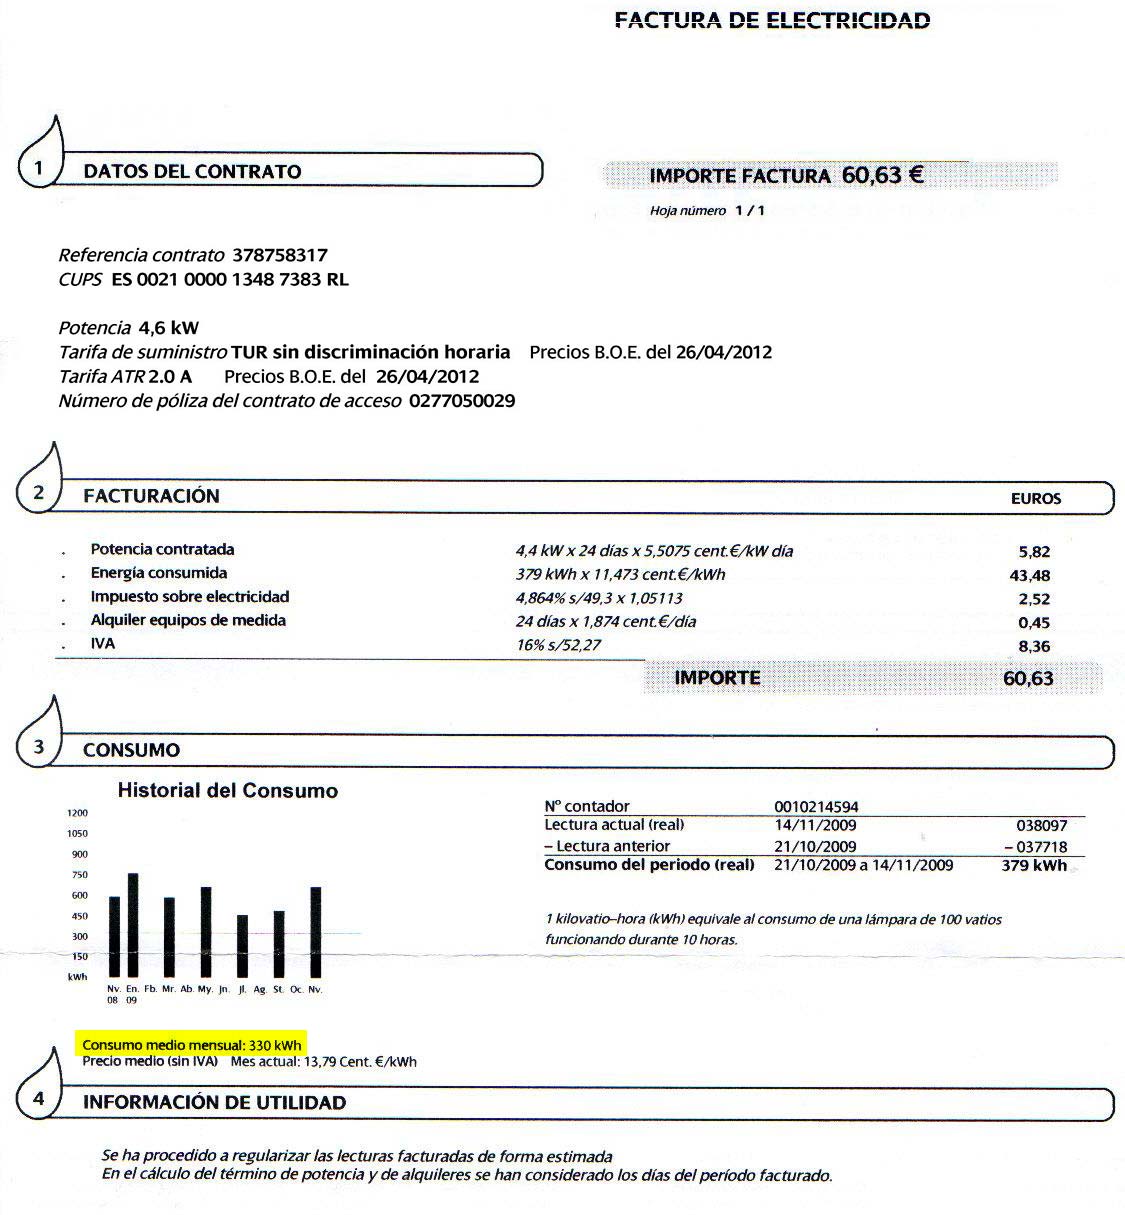 FACTURA DE ELECTRICIDAD
1 DATOS DEL CONTRATO
IMPORTE FACTURA 60,63 €
Hoja número 1 / 1
Referencia contrato 378758317
CUPS ES 0021 0000 1348 7383 RL
Potencia 4,6 kW
Tarifa de suministro TUR sin discriminación horaria Precios B.O.E. del 26/04/2012
Tarifa ATR 2.0 A Precios B.O.E. del 26/04/2012
Número de póliza del contrato de acceso 0277050029
2 FACTURACIÓN EUROS
. Potencia contratada 4,4 kW x 24 días x 5,5075 cent.€/kW día 5,82
. Energía consumida 379 kWh x 11,473 cent.€/kWh 43,48
. Impuesto sobre electricidad 4,864% s/49,3 x 1,05113 2,52
. Alquiler equipos de medida 24 días x 1,874 cent.€/día 0,45
. IVA 16% s/52,27 8,36
IMPORTE 60,63
3 CONSUMO
Historial del Consumo
1200
1050
900
750
600
450
300
150
kWh
Nv. En. Fb. Mr. Ab. My. Jn. Jl. Ag. St. Oc. Nv.
08 09
Nº contador 0010214594
Lectura actual (real) 14/11/2009 038097
– Lectura anterior 21/10/2009 – 037718
Consumo del periodo (real) 21/10/2009 a 14/11/2009 379 kWh
1 kilovatio–hora (kWh) equivale al consumo de una lámpara de 100 vatios
funcionando durante 10 horas.
Consumo medio mensual: 330 kWh
Precio medio (sin IVA) Mes actual: 13,79 Cent. €/kWh
4 INFORMACIÓN DE UTILIDAD
Se ha procedido a regularizar las lecturas facturadas de forma estimada
En el cálculo del término de potencia y de alquileres se han considerado los días del período facturado.